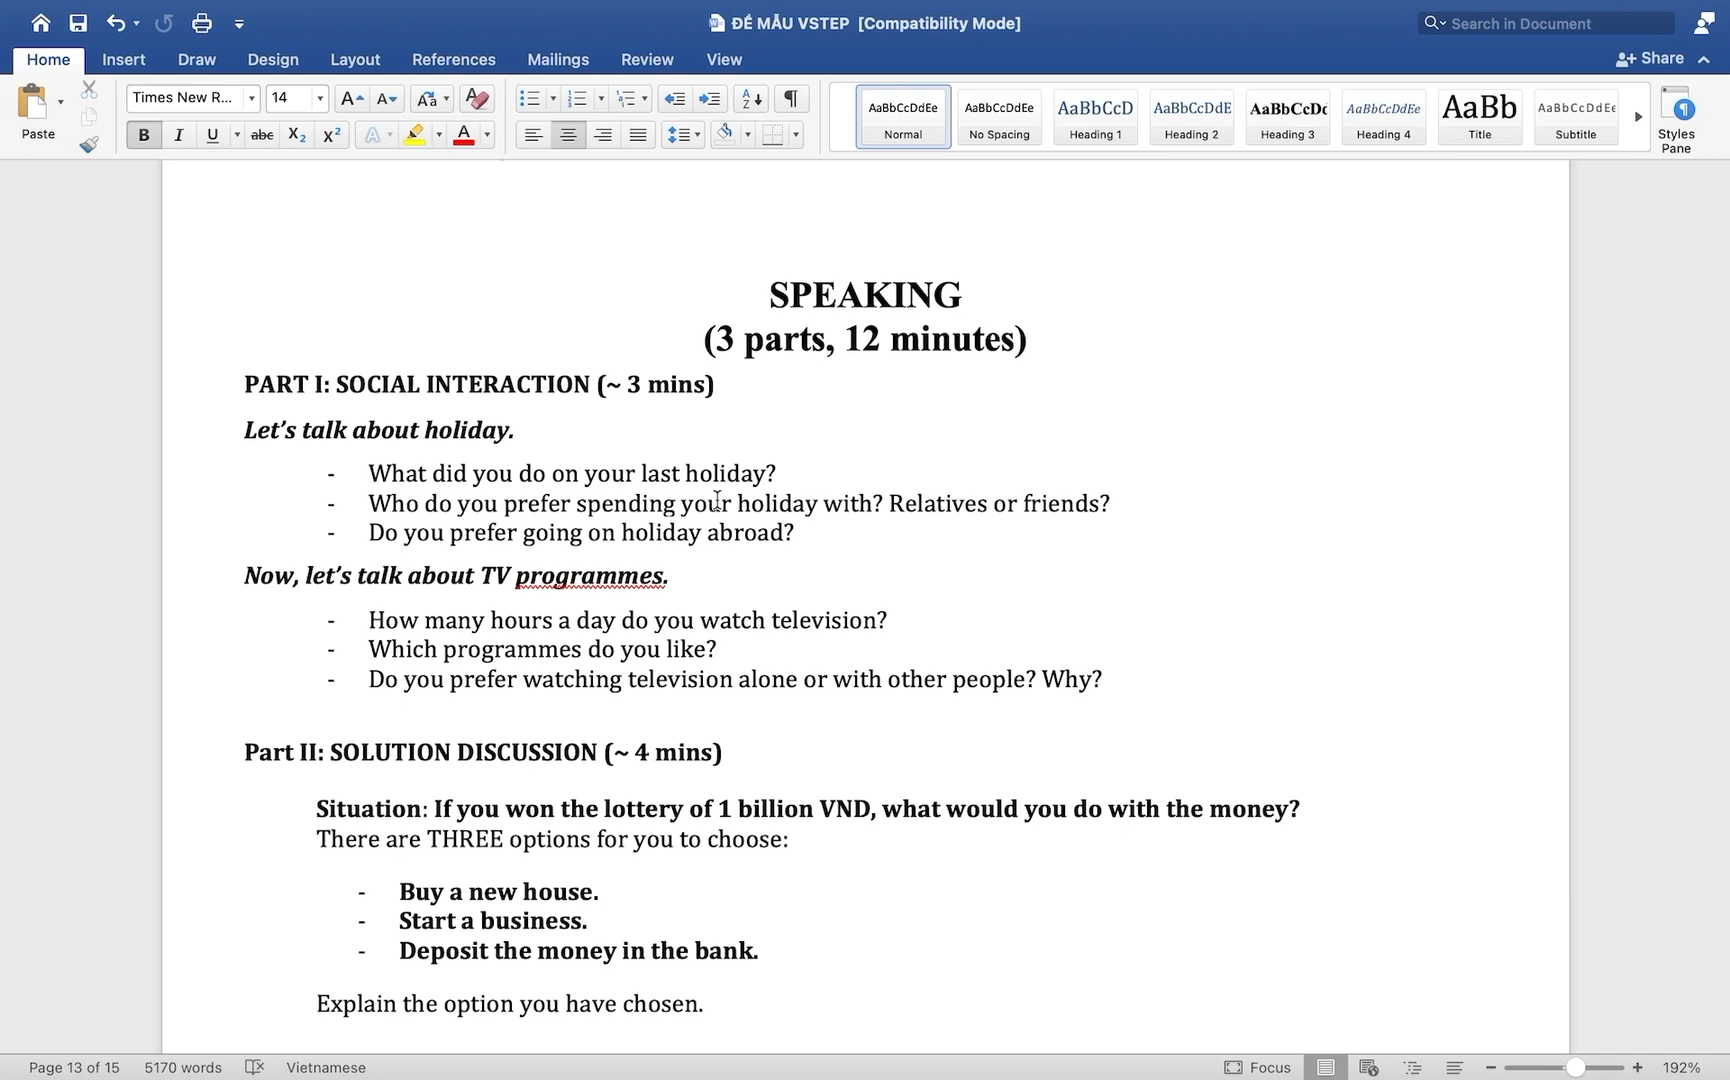 ĐỀ MẪU VSTEP [Compatibility Mode]
Search in Document
Home Insert Draw Design Layout References Mailings Review View
Share
Paste
Times New R... 14
AaBbCcDdEe AaBbCcDdEe AaBbCcD AaBbCcDdE AaBbCcDc AaBbCcDdEe AaBb AaBbCcDdEe
Normal No Spacing Heading 1 Heading 2 Heading 3 Heading 4 Title Subtitle
Styles
Pane
SPEAKING
(3 parts, 12 minutes)
PART I: SOCIAL INTERACTION (~ 3 mins)
Let’s talk about holiday.
- What did you do on your last holiday?
- Who do you prefer spending your holiday with? Relatives or friends?
- Do you prefer going on holiday abroad?
Now, let’s talk about TV programmes.
- How many hours a day do you watch television?
- Which programmes do you like?
- Do you prefer watching television alone or with other people? Why?
Part II: SOLUTION DISCUSSION (~ 4 mins)
Situation: If you won the lottery of 1 billion VND, what would you do with the money?
There are THREE options for you to choose:
- Buy a new house.
- Start a business.
- Deposit the money in the bank.
Explain the option you have chosen.
Page 13 of 15 5170 words Vietnamese Focus 192%